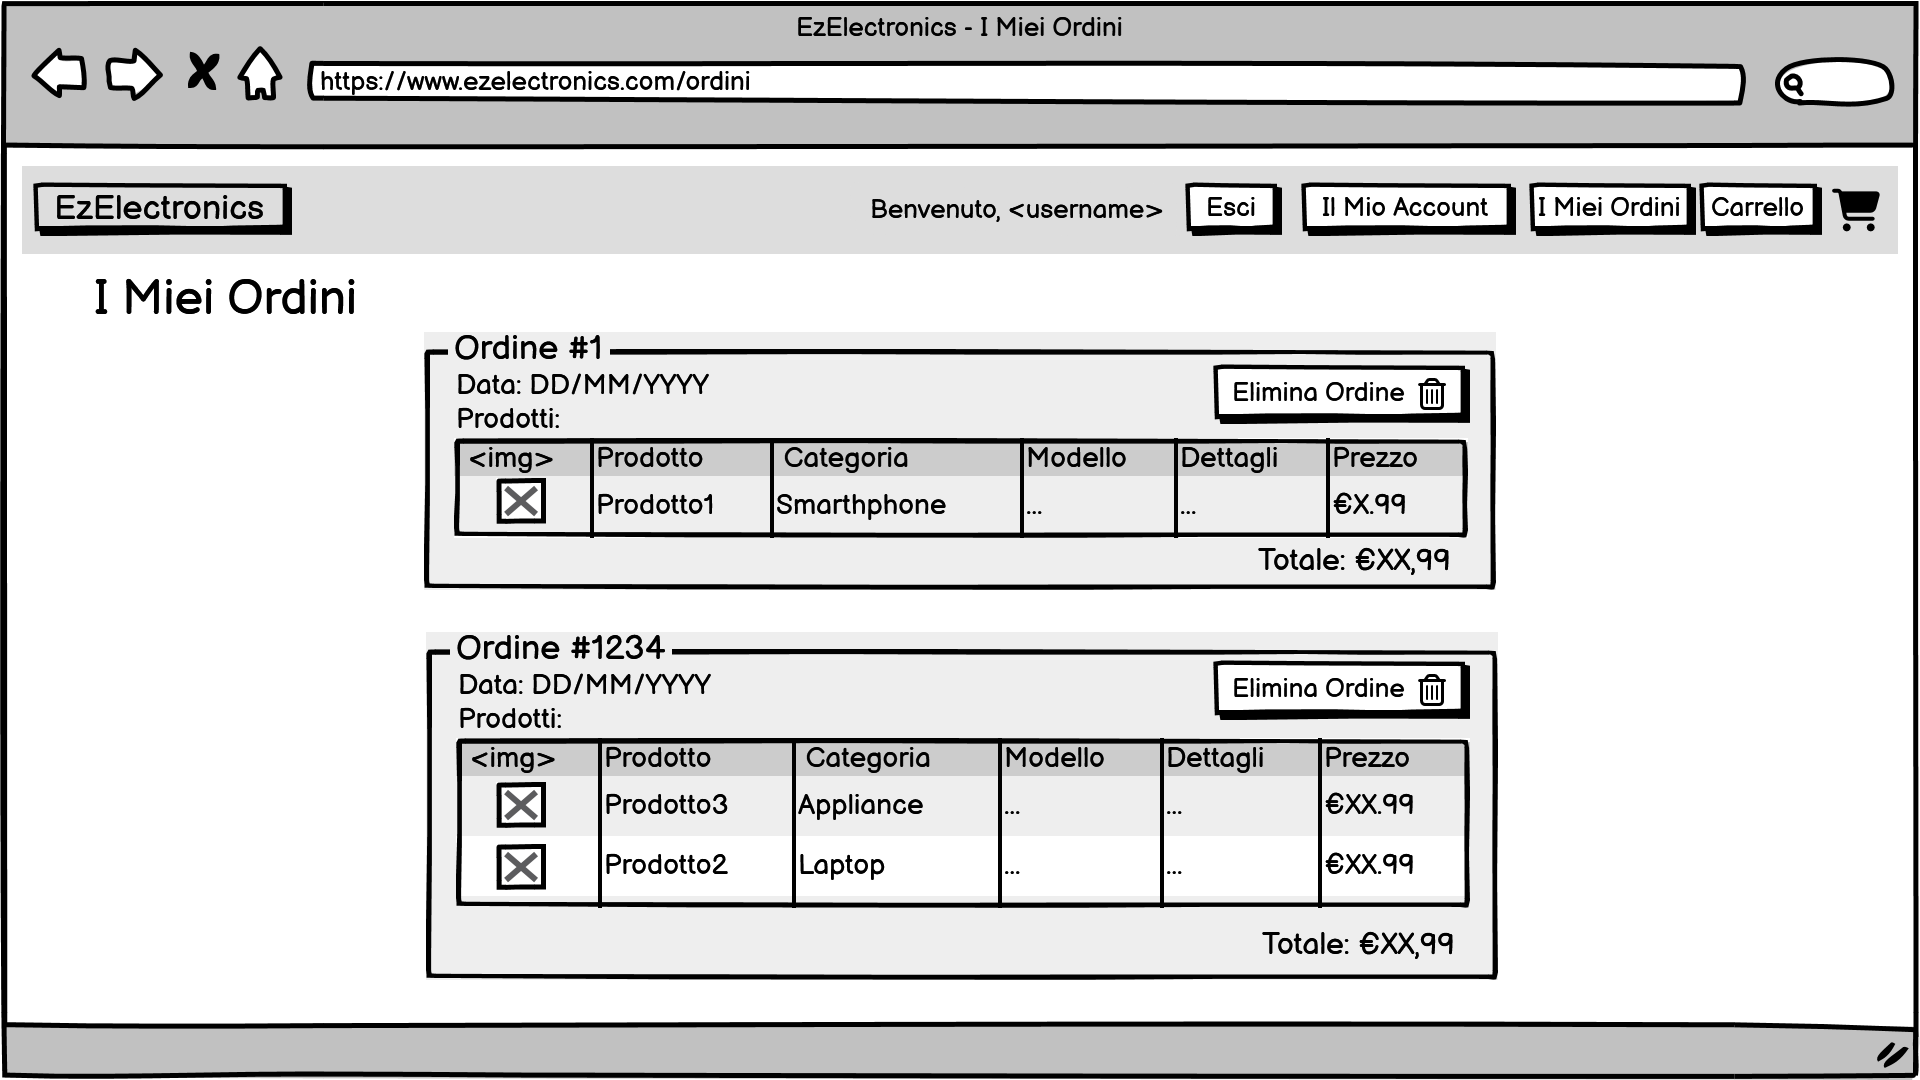 EzElectronics - I Miei Ordini
https://www.ezelectronics.com/ordini
EzElectronics Benvenuto, <username> Esci Il Mio Account I Miei Ordini Carrello
I Miei Ordini
Ordine #1
Data: DD/MM/YYYY Elimina Ordine
Prodotti:
<img> Prodotto Categoria Modello Dettagli Prezzo
Prodotto1 Smarthphone ... ... €X.99
Totale: €XX,99
Ordine #1234
Data: DD/MM/YYYY Elimina Ordine
Prodotti:
<img> Prodotto Categoria Modello Dettagli Prezzo
Prodotto3 Appliance ... ... €XX.99
Prodotto2 Laptop ... ... €XX.99
Totale: €XX,99